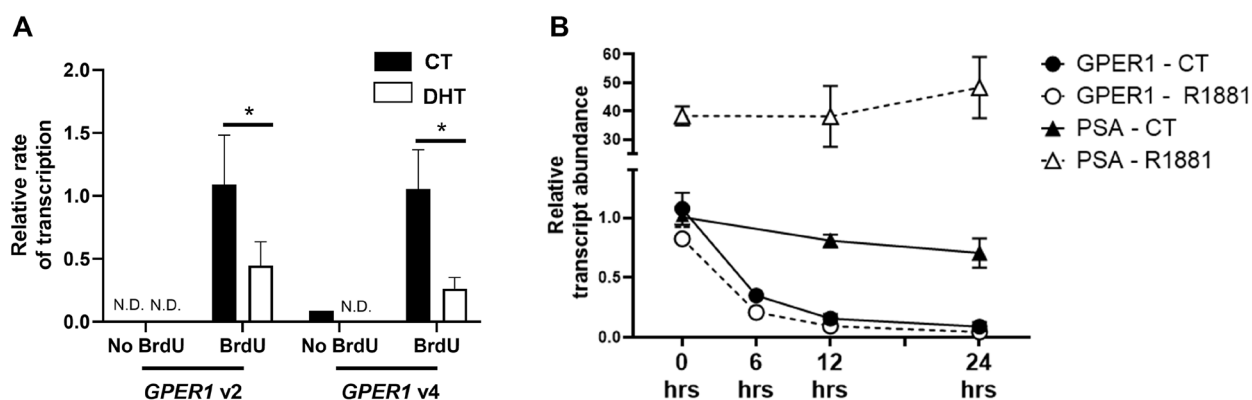 A
CT
DHT
Relative rate
of transcription
2.0
1.5
1.0
0.5
0.0
*
*
N.D. N.D.
N.D.
No BrdU BrdU No BrdU BrdU
GPER1 v2 GPER1 v4
B
Relative
transcript abundance
60
50
40
30
1.0
0.5
0.0
0 6 12 24
hrs hrs hrs hrs
GPER1 - CT
GPER1 - R1881
PSA - CT
PSA - R1881